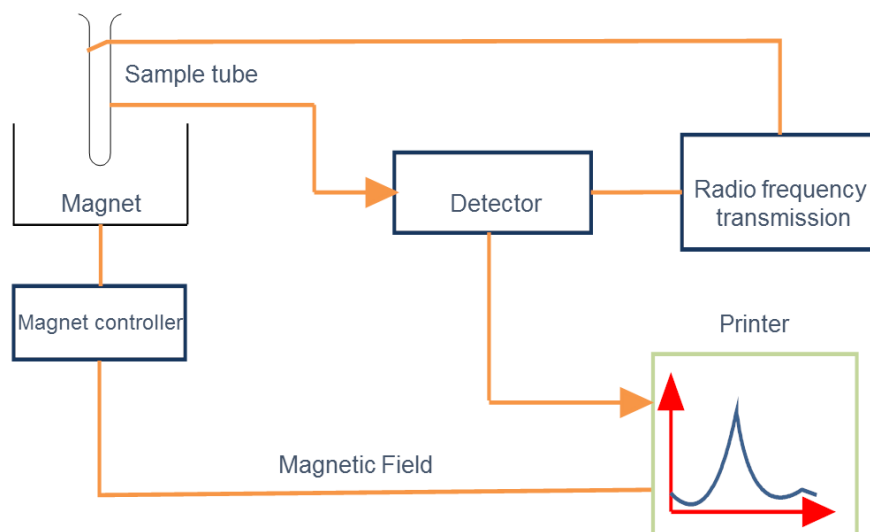 Sample tube
Magnet
Detector
Radio frequency
transmission
Magnet controller
Printer
Magnetic Field